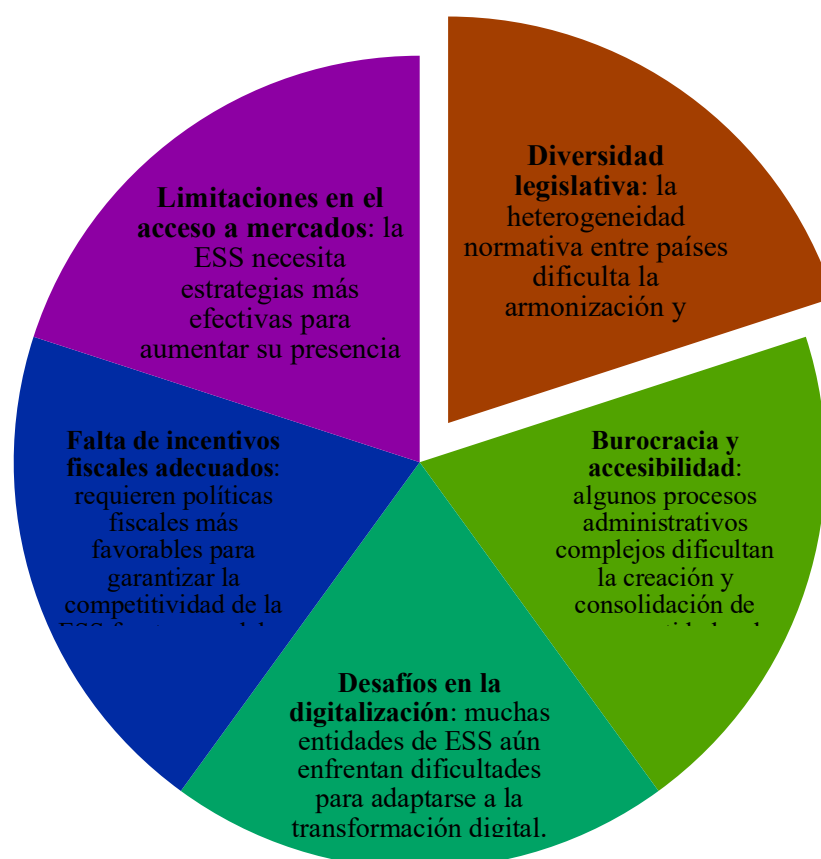 Diversidad
legislativa: la
heterogeneidad
normativa entre países
dificulta la
armonización y
Burocracia y
accesibilidad:
algunos procesos
administrativos
complejos dificultan
la creación y
consolidación de
Desafíos en la
digitalización: muchas
entidades de ESS aún
enfrentan dificultades
para adaptarse a la
transformación digital.
Falta de incentivos
fiscales adecuados:
requieren políticas
fiscales más
favorables para
garantizar la
competitividad de la
Limitaciones en el
acceso a mercados: la
ESS necesita
estrategias más
efectivas para
aumentar su presencia